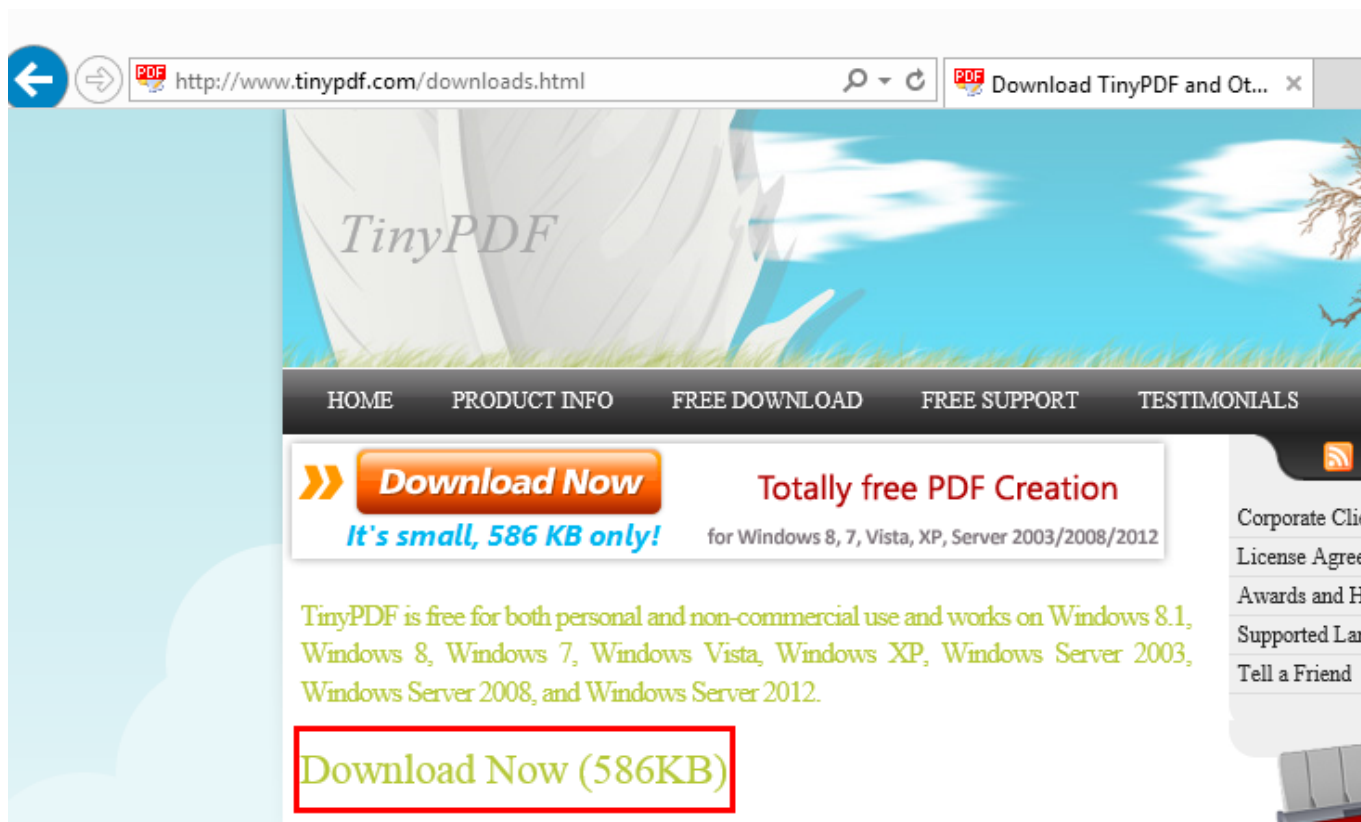 http://www.tinypdf.com/downloads.html
PDF Download TinyPDF and Ot...
TinyPDF
HOME PRODUCT INFO FREE DOWNLOAD FREE SUPPORT TESTIMONIALS
Download Now
It's small, 586 KB only!
Totally free PDF Creation
for Windows 8, 7, Vista, XP, Server 2003/2008/2012
Corporate
License
Awards and
Supported
Tell a Friend
TinyPDF is free for both personal and non-commercial use and works on Windows 8.1,
Windows 8, Windows 7, Windows Vista, Windows XP, Windows Server 2003,
Windows Server 2008, and Windows Server 2012.
Download Now (586KB)